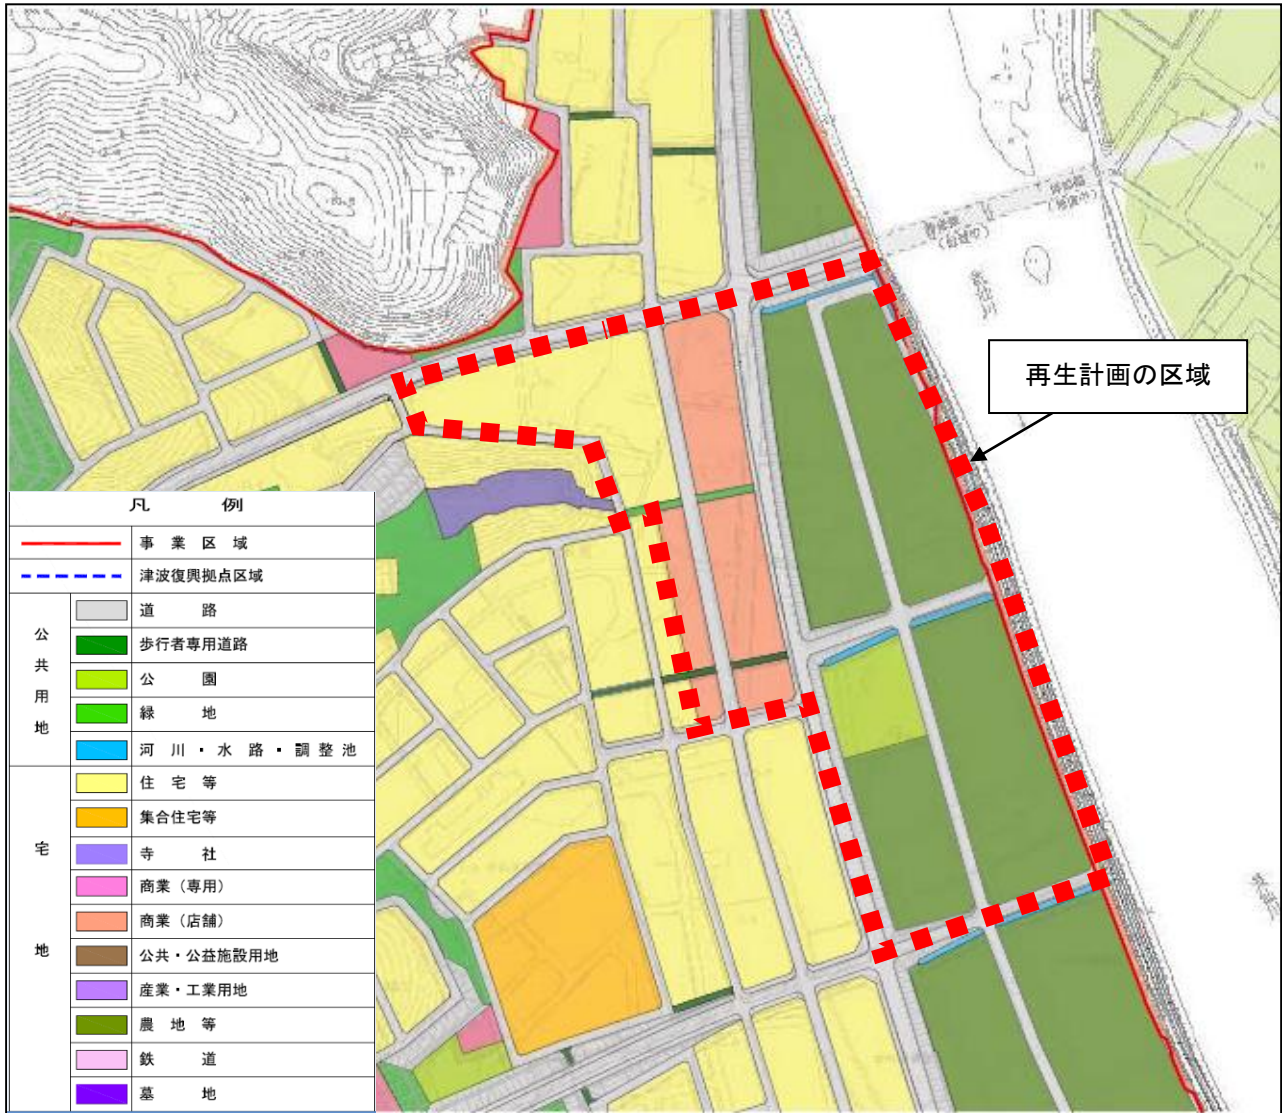 再生計画の区域
凡 例
事 業 区 域
津波復興拠点区域
公共用地
道 路
歩行者専用道路
公 園
緑 地
河 川 ・ 水 路 ・ 調 整 池
宅地
住 宅 等
集合住宅等
寺 社
商業（専用）
商業（店舗）
公共・公益施設用地
産業・工業用地
農 地 等
鉄 道
墓 地